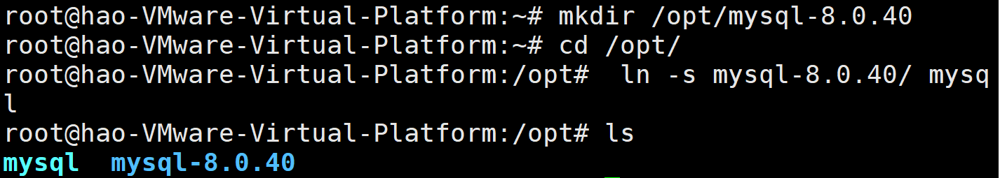 root@hao-VMware-Virtual-Platform:~# mkdir /opt/mysql-8.0.40
root@hao-VMware-Virtual-Platform:~# cd /opt/
root@hao-VMware-Virtual-Platform:/opt#  ln -s mysql-8.0.40/ mysq
l
root@hao-VMware-Virtual-Platform:/opt# ls
mysql  mysql-8.0.40